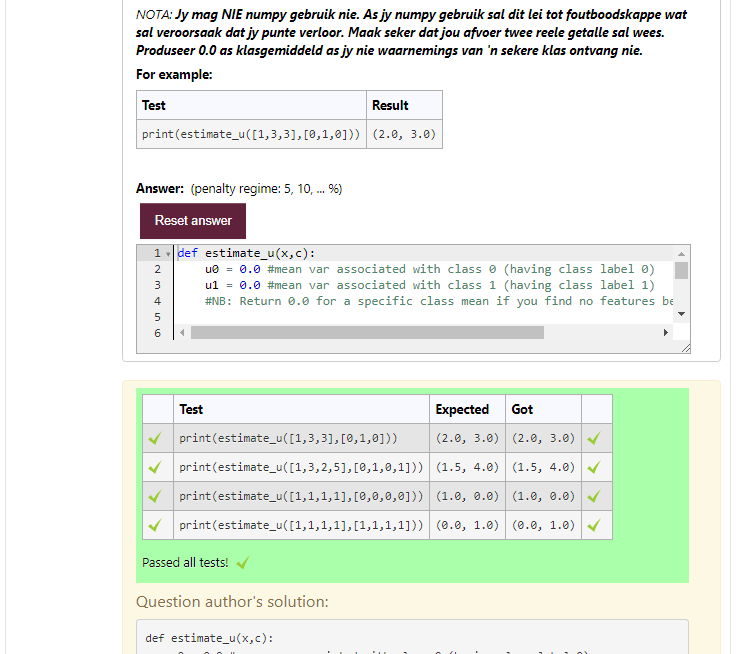 NOTA: Jy mag NIE numpy gebruik nie. As jy numpy gebruik sal dit lei tot foutboodskappe wat
sal veroorsaak dat jy punte verloor. Maak seker dat jou afvoer twee reele getalle sal wees.
Produseer 0.0 as klasgemiddeld as jy nie waarnemings van 'n sekere klas ontvang nie.
For example:
Test Result
print(estimate_u([1,3,3],[0,1,0])) (2.0, 3.0)
Answer: (penalty regime: 5, 10, ... %)
Reset answer
1 def estimate_u(x,c):
2 u0 = 0.0 #mean var associated with class 0 (having class label 0)
3 u1 = 0.0 #mean var associated with class 1 (having class label 1)
4 #NB: Return 0.0 for a specific class mean if you find no features be
5
6
Test Expected Got
print(estimate_u([1,3,3],[0,1,0])) (2.0, 3.0) (2.0, 3.0)
print(estimate_u([1,3,2,5],[0,1,0,1])) (1.5, 4.0) (1.5, 4.0)
print(estimate_u([1,1,1,1],[0,0,0,0])) (1.0, 0.0) (1.0, 0.0)
print(estimate_u([1,1,1,1],[1,1,1,1])) (0.0, 1.0) (0.0, 1.0)
Passed all tests!
Question author's solution:
def estimate_u(x,c):